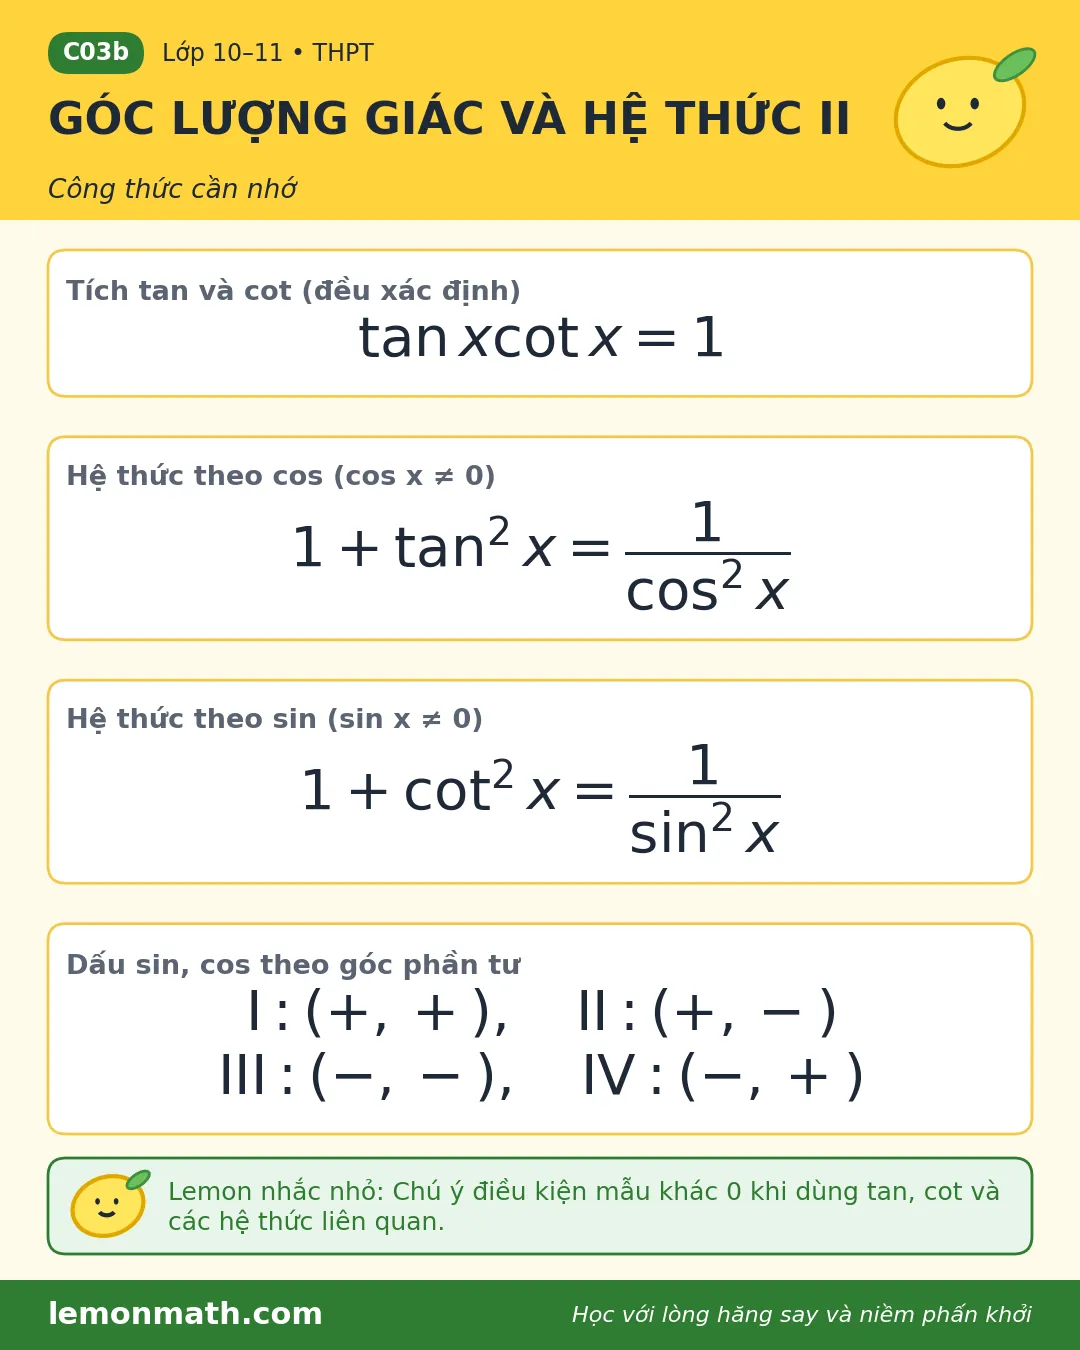 C03b Lớp 10–11 • THPT
GÓC LƯỢNG GIÁC VÀ HỆ THỨC II
Công thức cần nhớ
Tích tan và cot (đều xác định)
tan x cot x = 1
Hệ thức theo cos (cos x ≠ 0)
1 + tan² x = 1 / cos² x
Hệ thức theo sin (sin x ≠ 0)
1 + cot² x = 1 / sin² x
Dấu sin, cos theo góc phần tư
I : (+, +), II : (+, −)
III : (−, −), IV : (−, +)
Lemon nhắc nhỏ: Chú ý điều kiện mẫu khác 0 khi dùng tan, cot và
các hệ thức liên quan.
lemonmath.com Học với lòng hăng say và niềm phấn khởi